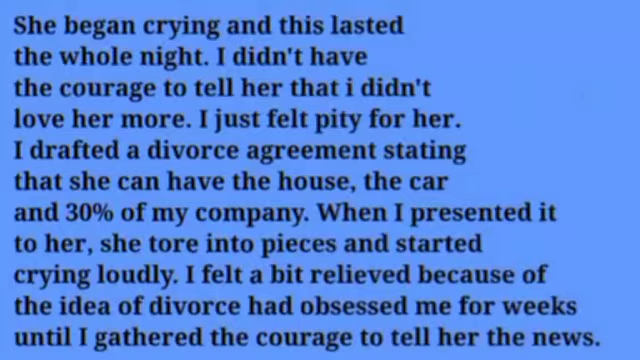 She began crying and this lasted
the whole night. I didn't have
the courage to tell her that i didn't
love her more. I just felt pity for her.
I drafted a divorce agreement stating
that she can have the house, the car
and 30% of my company. When I presented it
to her, she tore into pieces and started
crying loudly. I felt a bit relieved because of
the idea of divorce had obsessed me for weeks
until I gathered the courage to tell her the news.